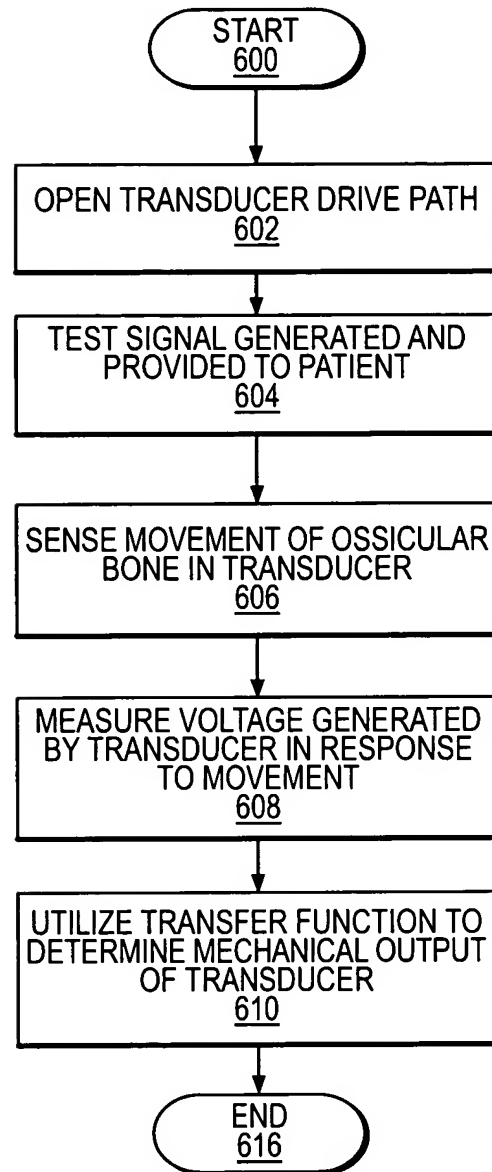 START
600
OPEN TRANSDUCER DRIVE PATH
602
TEST SIGNAL GENERATED AND
PROVIDED TO PATIENT
604
SENSE MOVEMENT OF OSSICULAR
BONE IN TRANSDUCER
606
MEASURE VOLTAGE GENERATED
BY TRANSDUCER IN RESPONSE
TO MOVEMENT
608
UTILIZE TRANSFER FUNCTION TO
DETERMINE MECHANICAL OUTPUT
OF TRANSDUCER
610
END
616